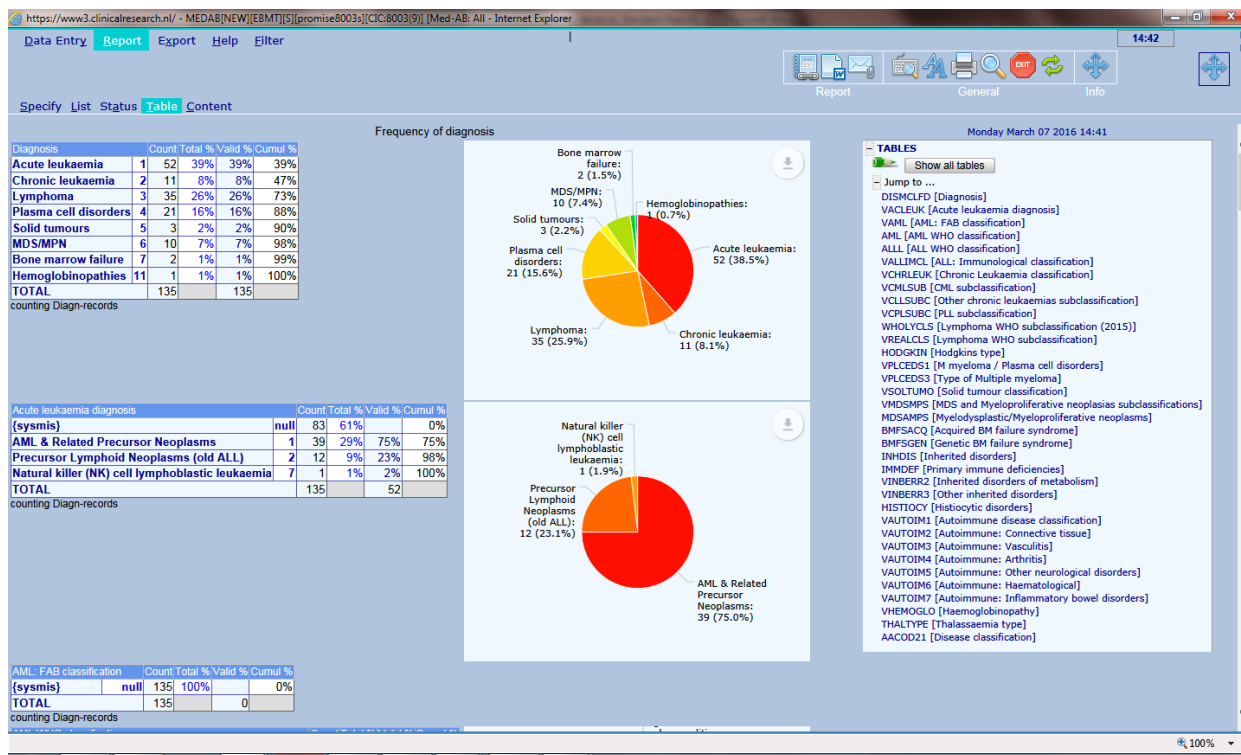 https://www3.clinicalresearch.nl/ - MEDAB[NEW][EBMT][S][promise8003s][CIC:8003(9)] [Med-AB: All - Internet Explorer
Data Entry Report Export Help Filter
14:42
EXIT
Report General Info
Specify List Status Table Content
Frequency of diagnosis
Diagnosis Count Total % Valid % Cumul %
Acute leukaemia 1 52 39% 39% 39%
Chronic leukaemia 2 11 8% 8% 47%
Lymphoma 3 35 26% 26% 73%
Plasma cell disorders 4 21 16% 16% 88%
Solid tumours 5 3 2% 2% 90%
MDS/MPN 6 10 7% 7% 98%
Bone marrow failure 7 2 1% 1% 99%
Hemoglobinopathies 11 1 1% 1% 100%
TOTAL 135 135
counting Diagn-records
Bone marrow
failure:
2 (1.5%)
MDS/MPN:
10 (7.4%)
Hemoglobinopathies:
1 (0.7%)
Solid tumours:
3 (2.2%)
Plasma cell
disorders:
21 (15.6%)
Acute leukaemia:
52 (38.5%)
Lymphoma:
35 (25.9%)
Chronic leukaemia:
11 (8.1%)
Acute leukaemia diagnosis Count Total % Valid % Cumul %
{sysmis} null 83 61% 0%
AML & Related Precursor Neoplasms 1 39 29% 75% 75%
Precursor Lymphoid Neoplasms (old ALL) 2 12 9% 23% 98%
Natural killer (NK) cell lymphoblastic leukaemia 7 1 1% 2% 100%
TOTAL 135 52
counting Diagn-records
Natural killer
(NK) cell
lymphoblastic
leukaemia:
1 (1.9%)
Precursor
Lymphoid
Neoplasms
(old ALL):
12 (23.1%)
AML & Related
Precursor
Neoplasms:
39 (75.0%)
AML: FAB classification Count Total % Valid % Cumul %
{sysmis} null 135 100% 0%
TOTAL 135 0
counting Diagn-records
Monday March 07 2016 14:41
TABLES
Show all tables
Jump to ...
DISMCLFD [Diagnosis]
VACLEUK [Acute leukaemia diagnosis]
VAML [AML: FAB classification]
AML [AML WHO classification]
ALLL [ALL WHO classification]
VALLIMCL [ALL: Immunological classification]
VCHRLEUK [Chronic Leukaemia classification]
VCMLSUB [CML subclassification]
VCLLSUBC [Other chronic leukaemias subclassification]
VCPLSUBC [PLL subclassification]
WHOLYCLS [Lymphoma WHO subclassification (2015)]
VREALCLS [Lymphoma WHO subclassification]
HODGKIN [Hodgkins type]
VPLCEDS1 [M myeloma / Plasma cell disorders]
VPLCEDS3 [Type of Multiple myeloma]
VSOLTUMO [Solid tumour classification]
VMDSMPS [MDS and Myeloproliferative neoplasias subclassifications]
MDSAMPS [Myelodysplastic/Myeloproliferative neoplasms]
BMFSACQ [Acquired BM failure syndrome]
BMFSGEN [Genetic BM failure syndrome]
INHDIS [Inherited disorders]
IMMDEF [Primary immune deficiencies]
VINBERR2 [Inherited disorders of metabolism]
VINBERR3 [Other inherited disorders]
HISTIOCY [Histiocytic disorders]
VAUTOIM1 [Autoimmune disease classification]
VAUTOIM2 [Autoimmune: Connective tissue]
VAUTOIM3 [Autoimmune: Vasculitis]
VAUTOIM4 [Autoimmune: Arthritis]
VAUTOIM5 [Autoimmune: Other neurological disorders]
VAUTOIM6 [Autoimmune: Haematological]
VAUTOIM7 [Autoimmune: Inflammatory bowel disorders]
VHEMOGLO [Haemoglobinopathy]
THALTYPE [Thalassaemia type]
AACOD21 [Disease classification]
100%